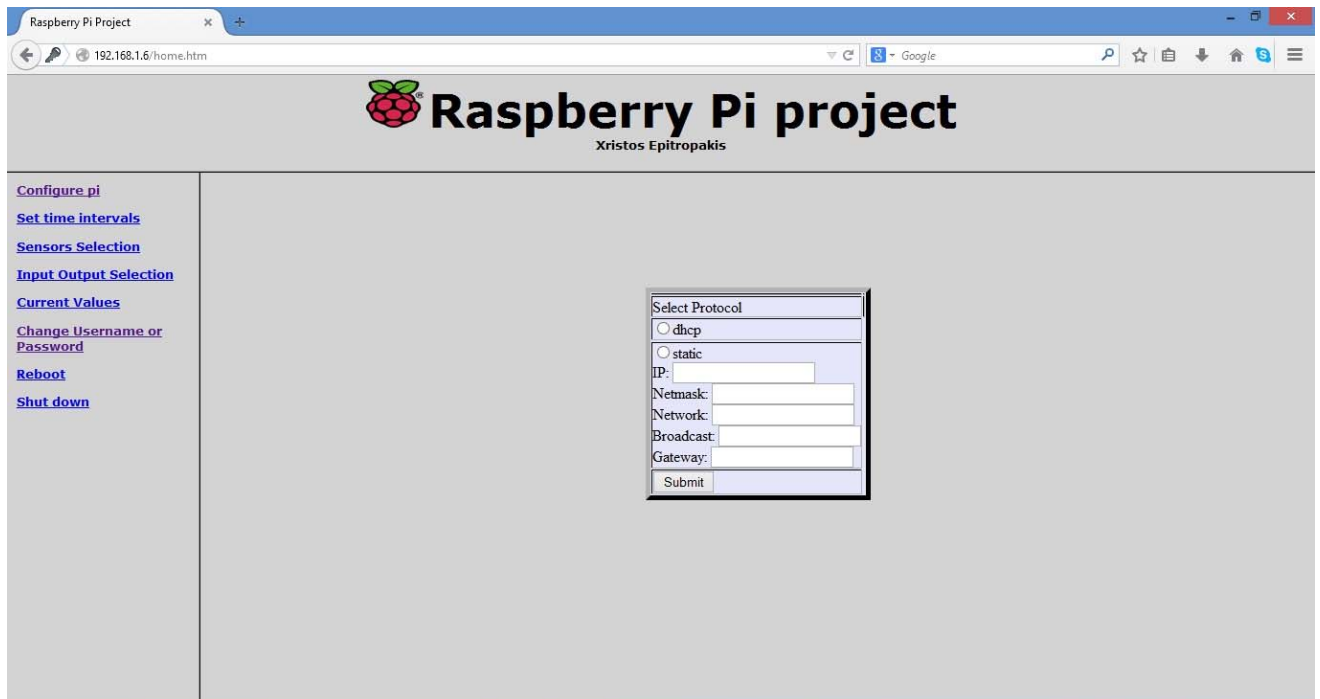 Raspberry Pi Project
192.168.1.6/home.htm
Google
Raspberry Pi project
Xristos Epitropakis
Configure pi
Set time intervals
Sensors Selection
Input Output Selection
Current Values
Change Username or
Password
Reboot
Shut down
Select Protocol
dhcp
static
IP:
Netmask:
Network:
Broadcast:
Gateway:
Submit